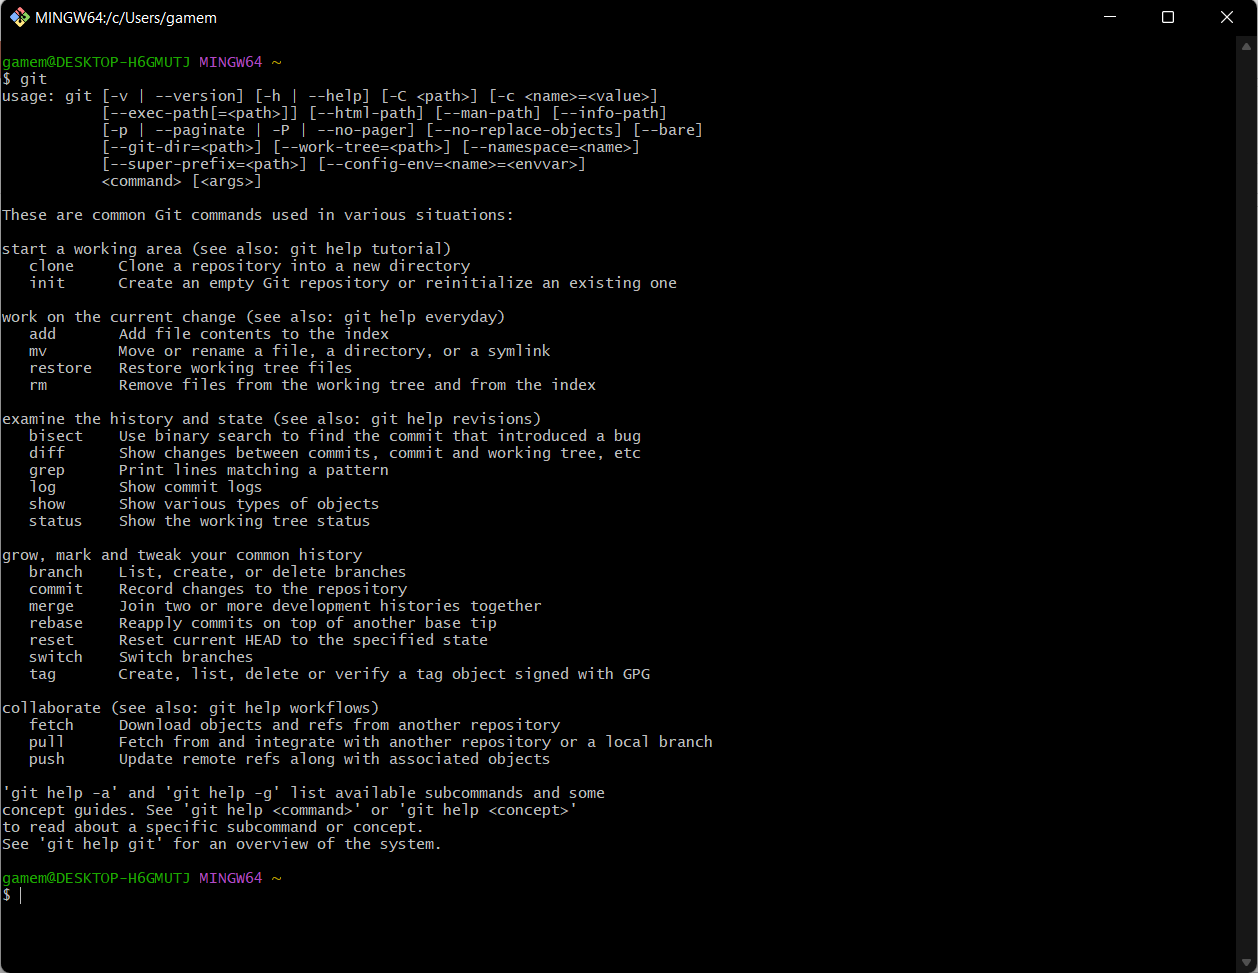 MINGW64:/c/Users/gamem
gamem@DESKTOP-H6GMUTJ MINGW64 ~
$ git
usage: git [-v | --version] [-h | --help] [-C <path>] [-c <name>=<value>]
           [--exec-path[=<path>]] [--html-path] [--man-path] [--info-path]
           [-p | --paginate | -P | --no-pager] [--no-replace-objects] [--bare]
           [--git-dir=<path>] [--work-tree=<path>] [--namespace=<name>]
           [--super-prefix=<path>] [--config-env=<name>=<envvar>]
           <command> [<args>]

These are common Git commands used in various situations:

start a working area (see also: git help tutorial)
   clone     Clone a repository into a new directory
   init      Create an empty Git repository or reinitialize an existing one

work on the current change (see also: git help everyday)
   add       Add file contents to the index
   mv        Move or rename a file, a directory, or a symlink
   restore   Restore working tree files
   rm        Remove files from the working tree and from the index

examine the history and state (see also: git help revisions)
   bisect    Use binary search to find the commit that introduced a bug
   diff      Show changes between commits, commit and working tree, etc
   grep      Print lines matching a pattern
   log       Show commit logs
   show      Show various types of objects
   status    Show the working tree status

grow, mark and tweak your common history
   branch    List, create, or delete branches
   commit    Record changes to the repository
   merge     Join two or more development histories together
   rebase    Reapply commits on top of another base tip
   reset     Reset current HEAD to the specified state
   switch    Switch branches
   tag       Create, list, delete or verify a tag object signed with GPG

collaborate (see also: git help workflows)
   fetch     Download objects and refs from another repository
   pull      Fetch from and integrate with another repository or a local branch
   push      Update remote refs along with associated objects

'git help -a' and 'git help -g' list available subcommands and some
concept guides. See 'git help <command>' or 'git help <concept>'
to read about a specific subcommand or concept.
See 'git help git' for an overview of the system.

gamem@DESKTOP-H6GMUTJ MINGW64 ~
$